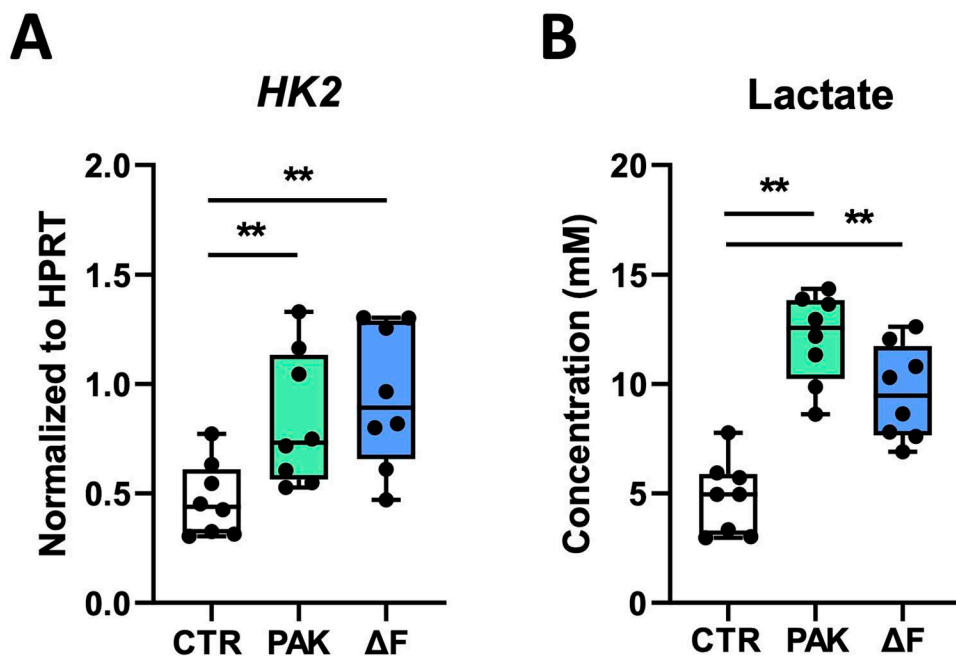 A
HK2
Normalized to HPRT
2.0
1.5
1.0
0.5
0.0
**
**
CTR PAK ΔF
B
Lactate
Concentration (mM)
20
15
10
5
0
**
**
CTR PAK ΔF